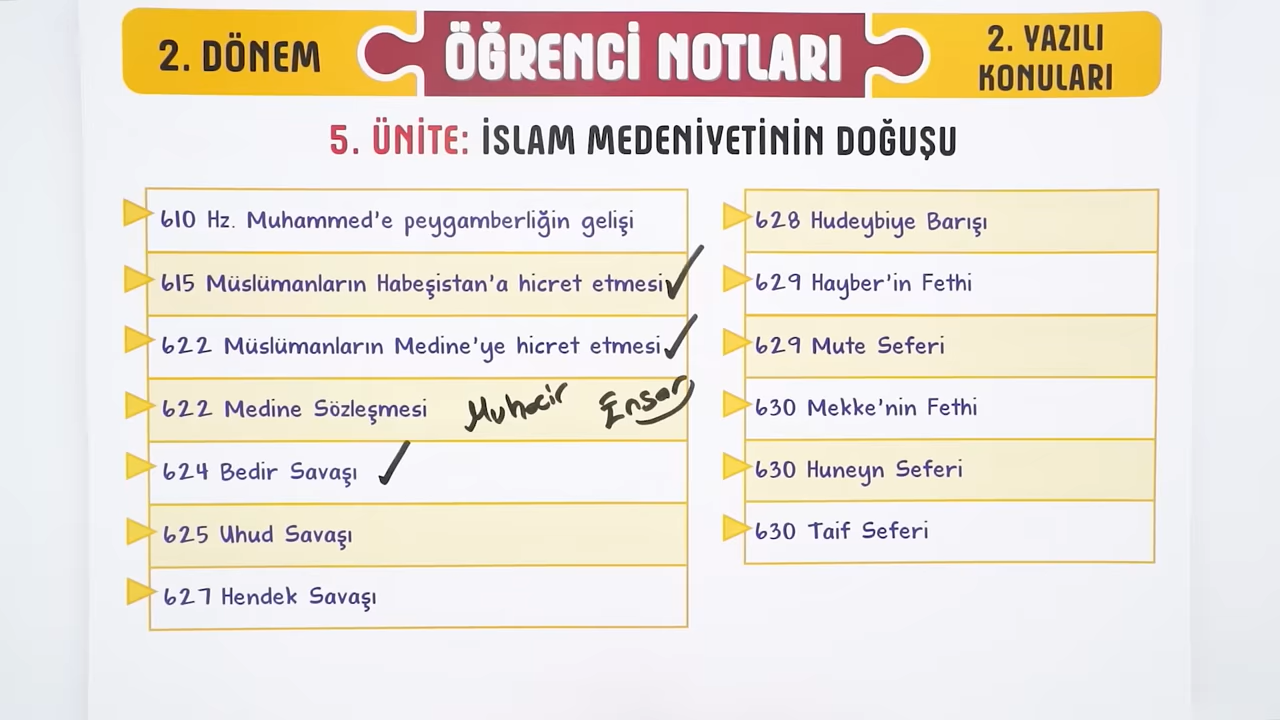 2. DÖNEM
ÖĞRENCİ NOTLARI
2. YAZILI
KONULARI
5. ÜNİTE: İSLAM MEDENİYETİNİN DOĞUŞU
610 Hz. Muhammed'e peygamberliğin gelişi
615 Müslümanların Habeşistan'a hicret etmesi
622 Müslümanların Medine'ye hicret etmesi
622 Medine Sözleşmesi Muhacir Ensar
624 Bedir Savaşı
625 Uhud Savaşı
627 Hendek Savaşı
628 Hudeybiye Barışı
629 Hayber'in Fethi
629 Mute Seferi
630 Mekke'nin Fethi
630 Huneyn Seferi
630 Taif Seferi